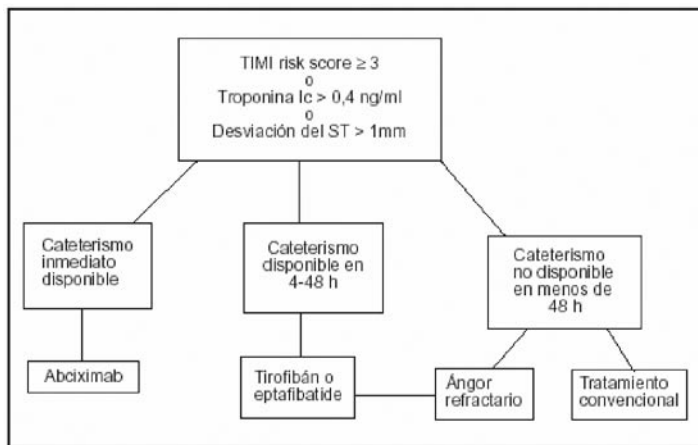 TIMI risk score ≥ 3
o
Troponina Ic > 0,4 ng/ml
o
Desviación del ST > 1mm
Cateterismo
inmediato
disponible
Cateterismo
disponible en
4-48 h
Cateterismo
no disponible
en menos de
48 h
Abciximab
Tirofibán o
eptafibatide
Ángor
refractario
Tratamiento
convencional